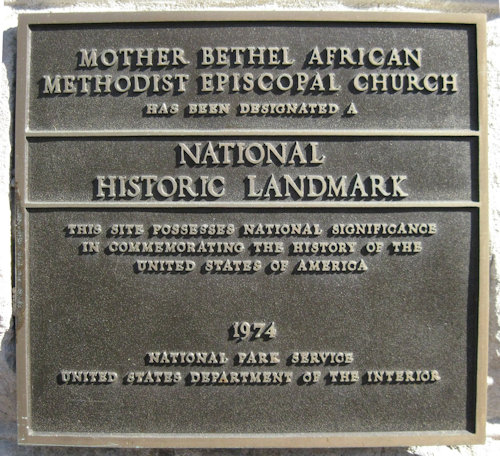 MOTHER BETHEL AFRICAN
METHODIST EPISCOPAL CHURCH
HAS BEEN DESIGNATED A
NATIONAL
HISTORIC LANDMARK
THIS SITE POSSESSES NATIONAL SIGNIFICANCE
IN COMMEMORATING THE HISTORY OF THE
UNITED STATES OF AMERICA
1974
NATIONAL PARK SERVICE
UNITED STATES DEPARTMENT OF THE INTERIOR